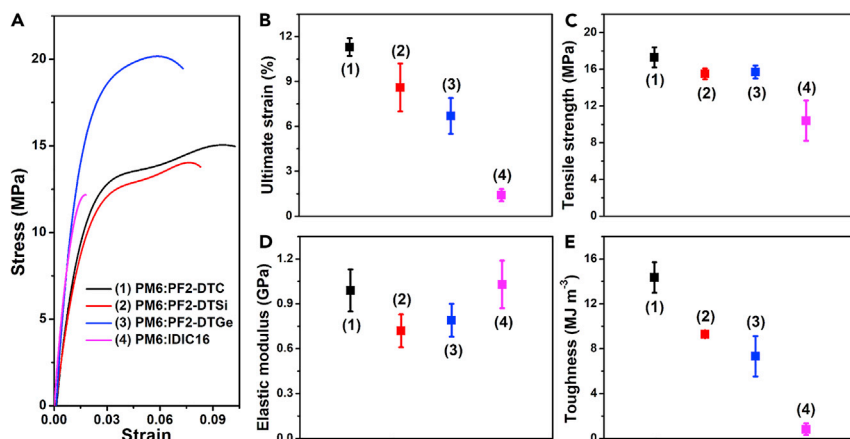 A
Stress (MPa)
20
15
10
5
0
0.00 0.03 0.06 0.09
Strain
(1) PM6:PF2-DTC
(2) PM6:PF2-DTSi
(3) PM6:PF2-DTGe
(4) PM6:IDIC16
B
Ultimate strain (%)
12
9
6
3
0
(1)
(2)
(3)
(4)
C
Tensile strength (MPa)
20
16
12
8
4
0
(1)
(2)
(3)
(4)
D
Elastic modulus (GPa)
1.2
0.9
0.6
0.3
0.0
(1)
(2)
(3)
(4)
E
Toughness (MJ m⁻³)
16
12
8
4
0
(1)
(2)
(3)
(4)